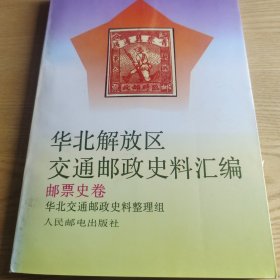 华北解放区
交通邮政史料汇编
邮票史卷
华北交通邮政史料整理组
人民邮电出版社